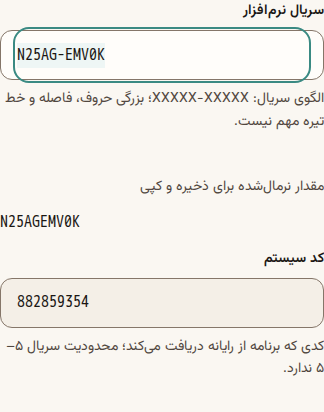 سریال نرم‌افزار
N25AG-EMV0K
الگوی سریال: XXXXX-XXXXX؛ بزرگی حروف، فاصله و خط
تیره مهم نیست.
مقدار نرمال‌شده برای ذخیره و کپی
N25AGEMV0K
کد سیستم
882859354
کدی که برنامه از رایانه دریافت می‌کند؛ محدودیت سریال ۵–
۵ ندارد.